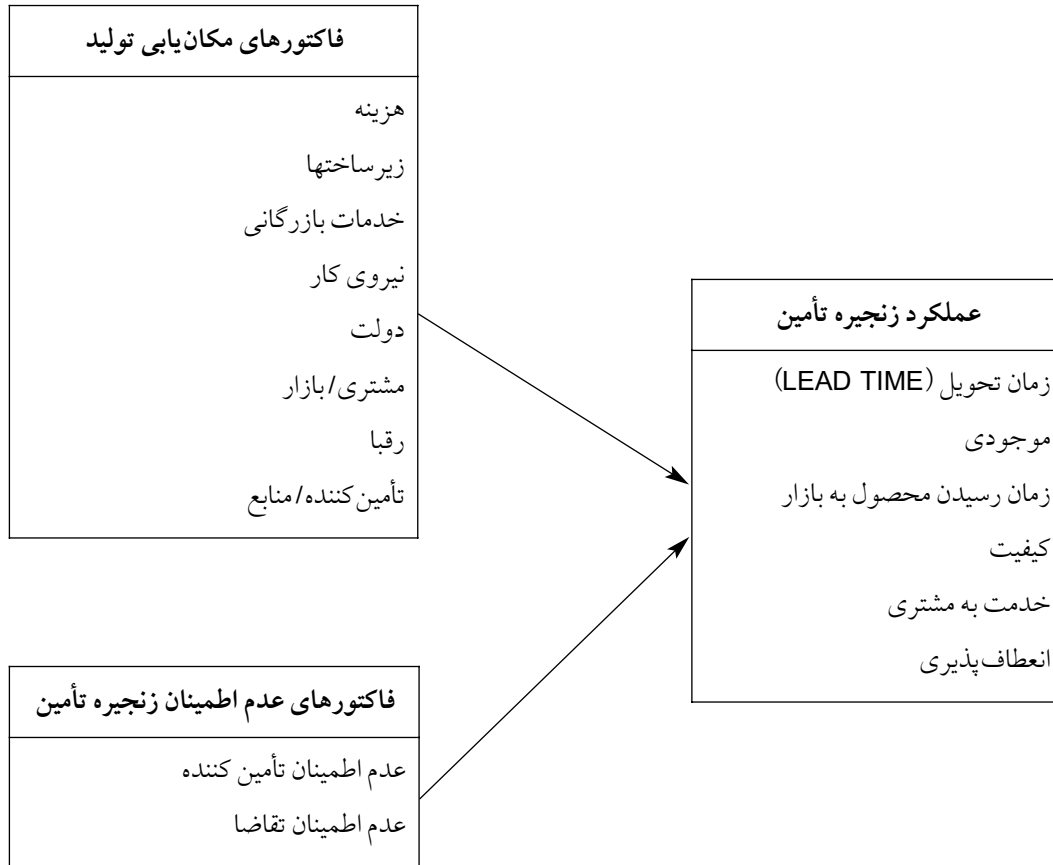 فاکتورهای مکان‌یابی تولید
هزینه
زیرساختها
خدمات بازرگانی
نیروی کار
دولت
مشتری/بازار
رقبا
تأمین‌کننده/منابع
عملکرد زنجیره تأمین
زمان تحویل (LEAD TIME)
موجودی
زمان رسیدن محصول به بازار
کیفیت
خدمت به مشتری
انعطاف‌پذیری
فاکتورهای عدم اطمینان زنجیره تأمین
عدم اطمینان تأمین کننده
عدم اطمینان تقاضا